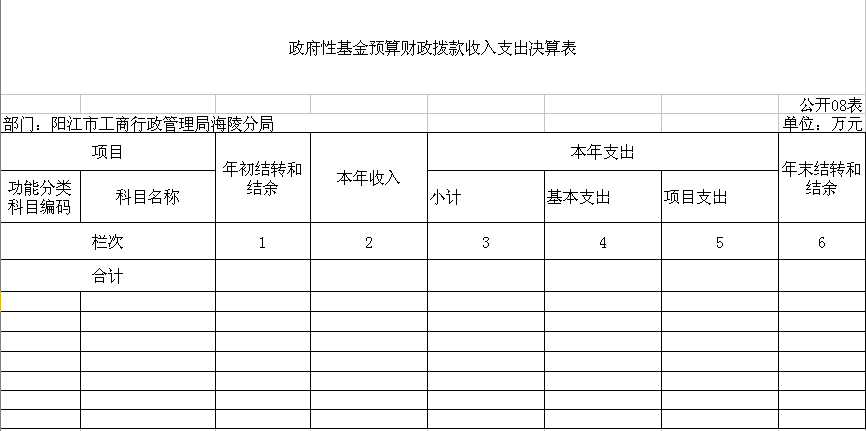 政府性基金预算财政拨款收入支出决算表
公开08表
部门：阳江市工商行政管理局海陵分局 单位：万元
项目 年初结转和结余 本年收入 本年支出 年末结转和结余
功能分类科目编码 科目名称 小计 基本支出 项目支出
栏次 1 2 3 4 5 6
合计